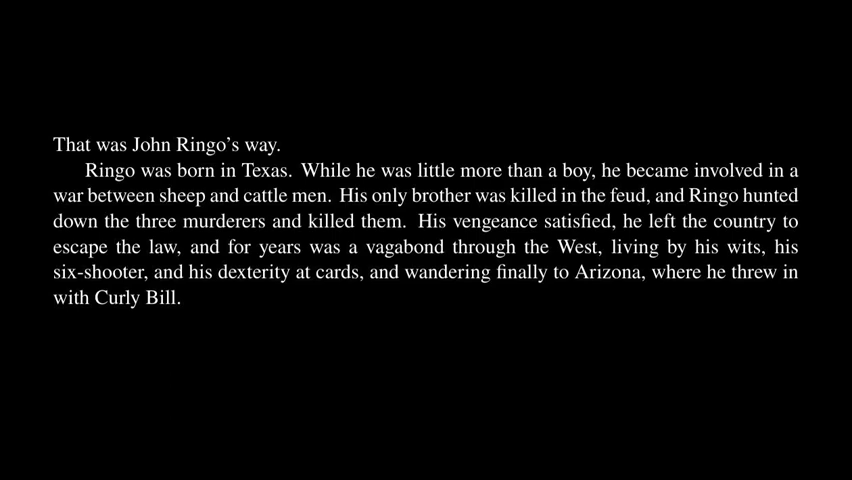 That was John Ringo’s way.
Ringo was born in Texas. While he was little more than a boy, he became involved in a
war between sheep and cattle men. His only brother was killed in the feud, and Ringo hunted
down the three murderers and killed them. His vengeance satisfied, he left the country to
escape the law, and for years was a vagabond through the West, living by his wits, his
six-shooter, and his dexterity at cards, and wandering finally to Arizona, where he threw in
with Curly Bill.